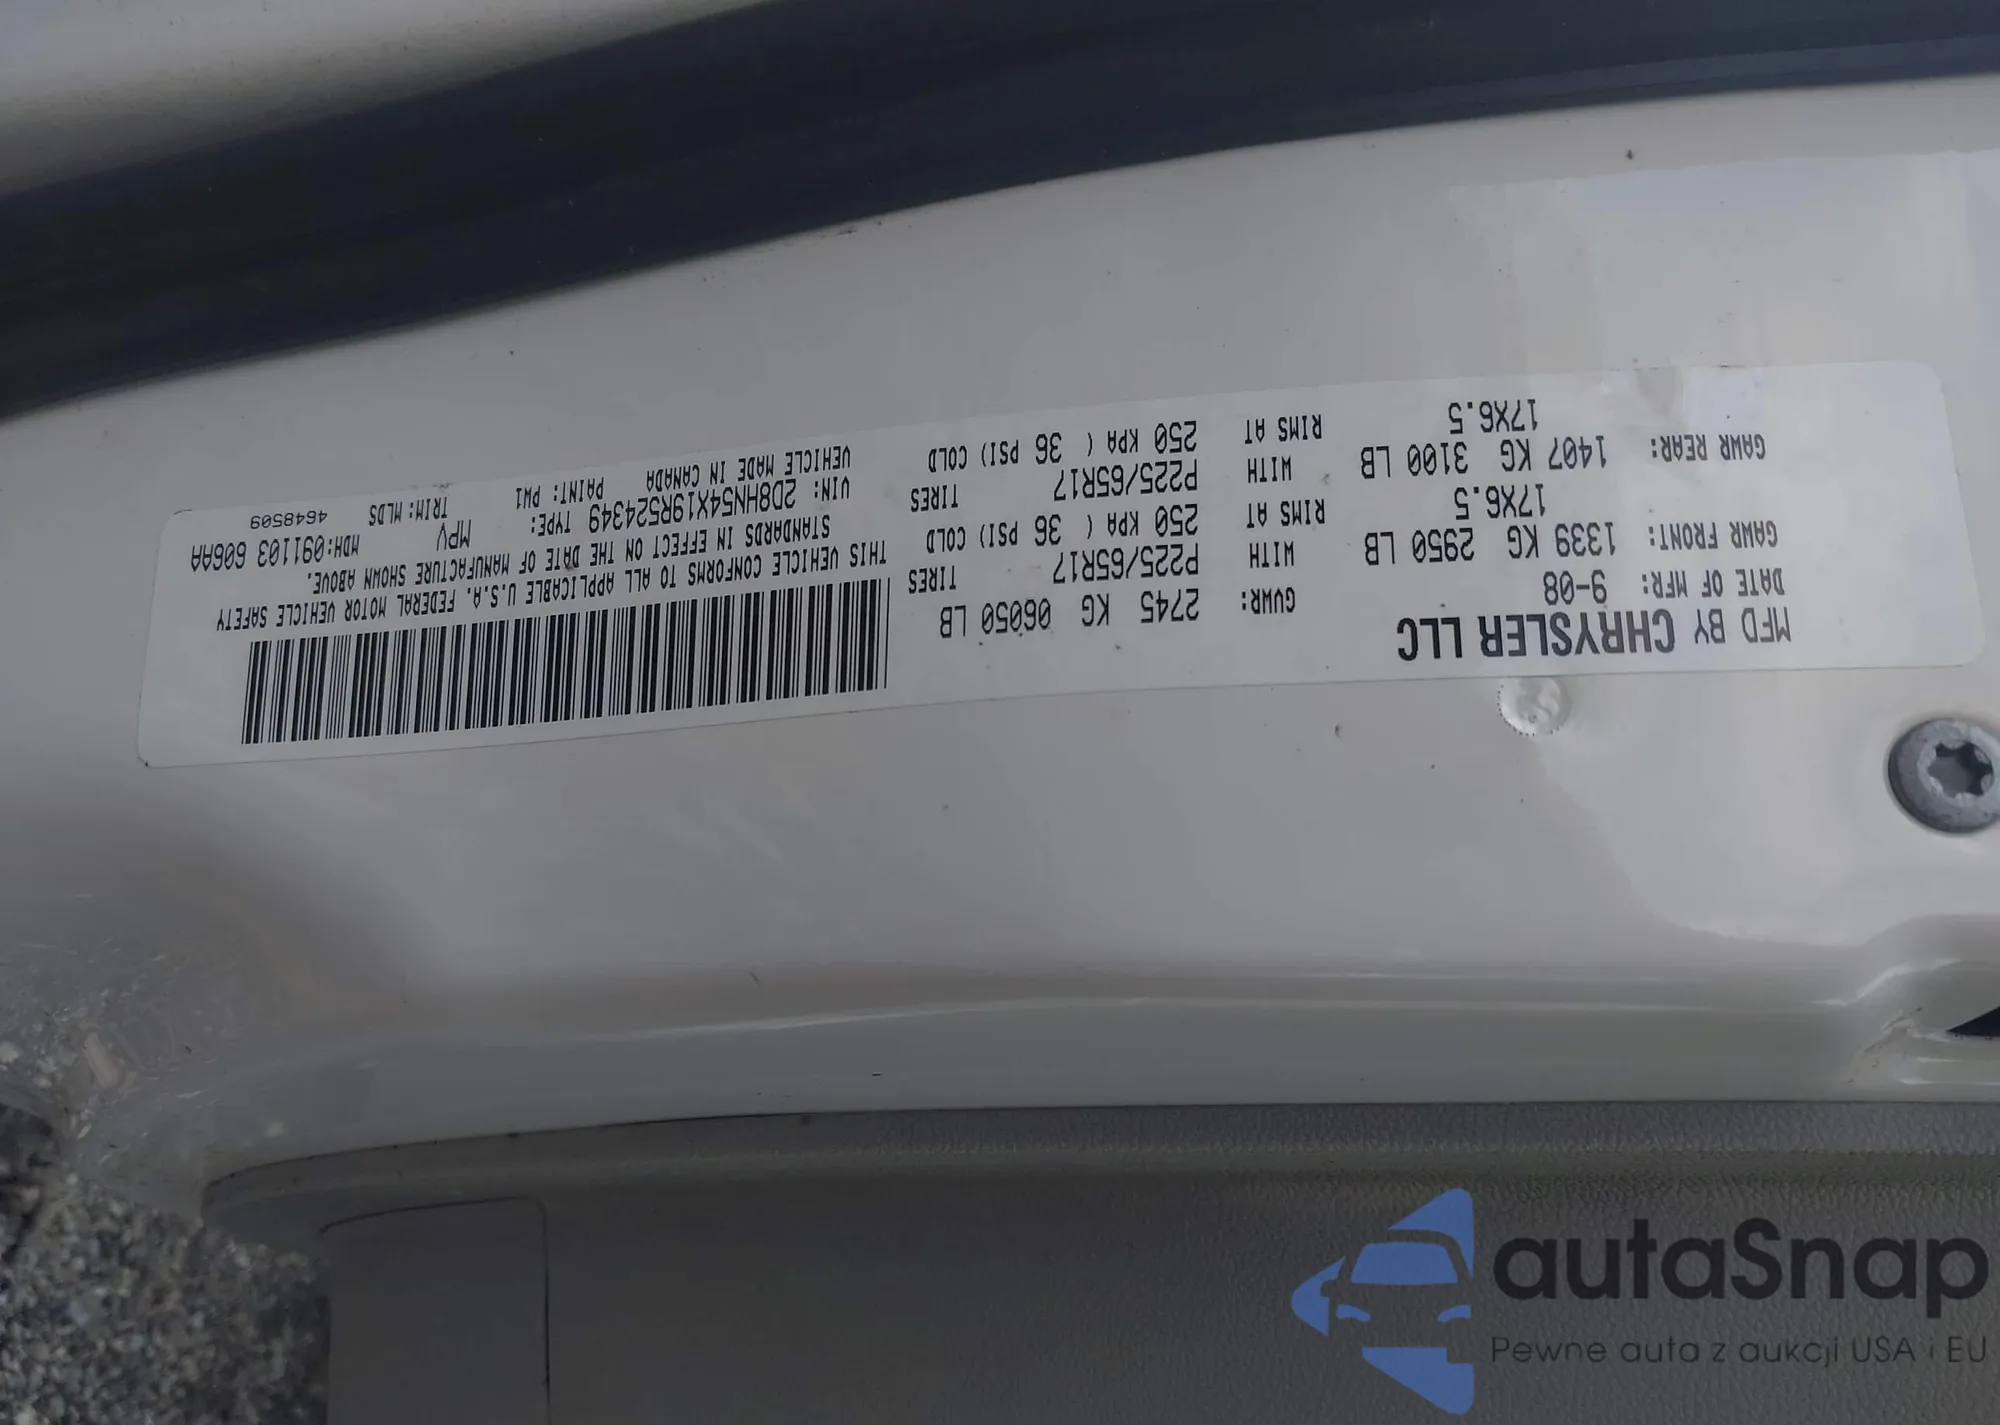 MFD BY CHRYSLER LLC
DATE OF MFR: 9-08
GVWR: 2745 KG 06050 LB
GAWR FRONT: 1339 KG 2950 LB
WITH P225/65R17 TIRES
17X6.5 RIMS AT 250 KPA ( 36 PSI) COLD
GAWR REAR: 1407 KG 3100 LB
WITH P225/65R17 TIRES
17X6.5 RIMS AT 250 KPA ( 36 PSI) COLD
THIS VEHICLE CONFORMS TO ALL APPLICABLE U.S.A. FEDERAL MOTOR VEHICLE SAFETY
STANDARDS IN EFFECT ON THE DATE OF MANUFACTURE SHOWN ABOVE.
VIN: 2D8HN54X19R524349 TYPE: MPV MDH:091103 606AA
VEHICLE MADE IN CANADA PAINT: PW1 TRIM:MLDS 4648509
autaSnap
Pewne auta z aukcji USA i EU